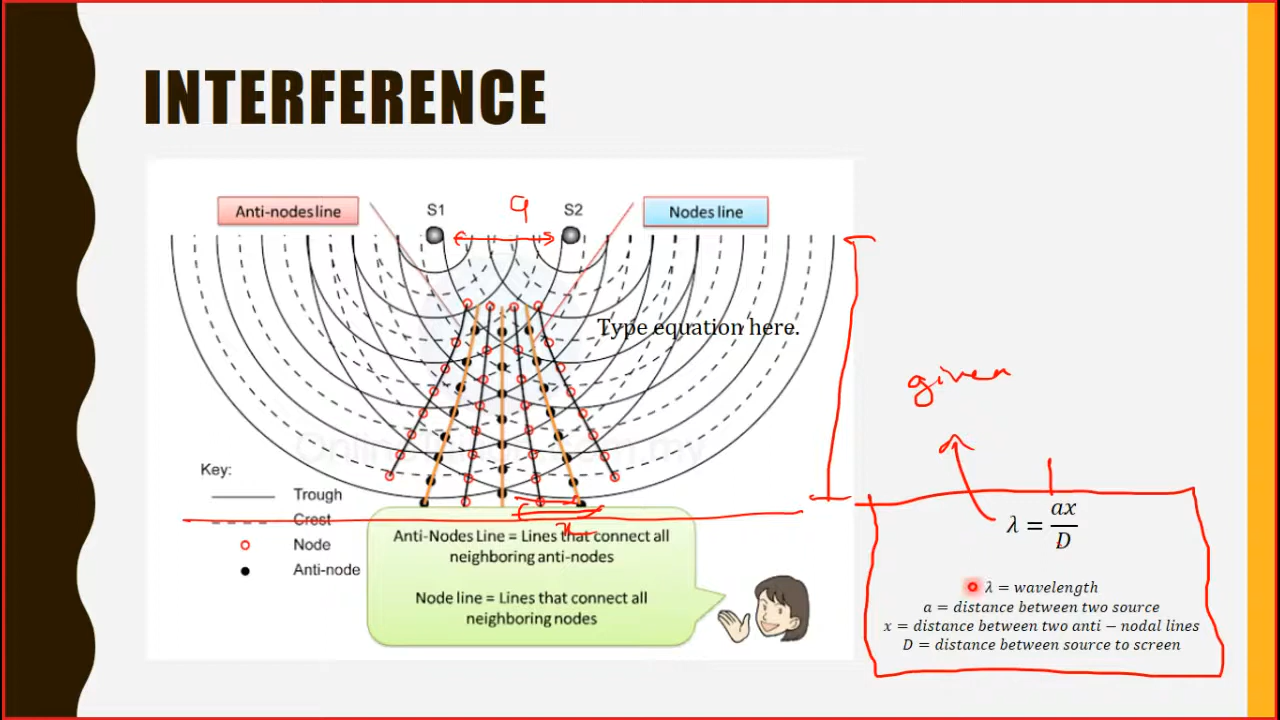 INTERFERENCE
Anti-nodes line
S1
a
S2
Nodes line
Type equation here.
given
Key:
Trough
Crest
Node
Anti-node
x
Anti-Nodes Line = Lines that connect all
neighboring anti-nodes
Node line = Lines that connect all
neighboring nodes
λ = ax/D
λ = wavelength
a = distance between two source
x = distance between two anti − nodal lines
D = distance between source to screen